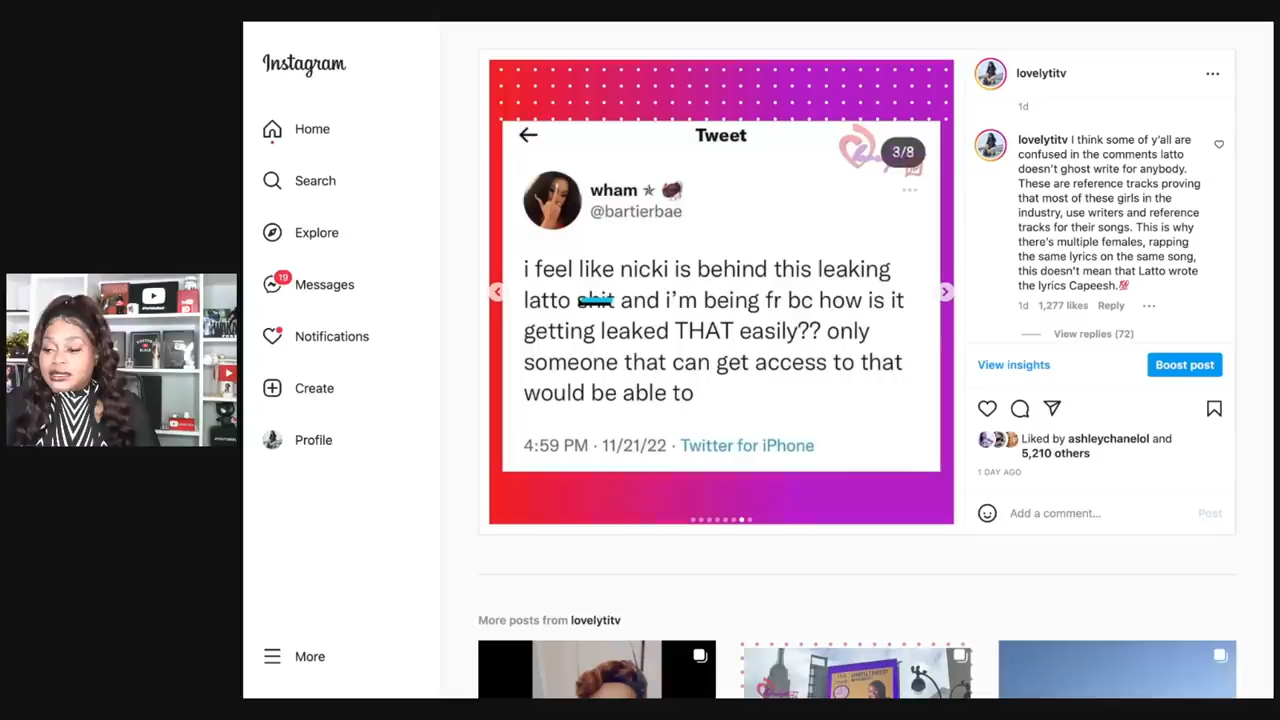 Instagram
Home
Search
Explore
19
Messages
Notifications
Create
Profile
More
Tweet
3/8
wham
@bartierbae
i feel like nicki is behind this leaking
latto shit and i'm being fr bc how is it
getting leaked THAT easily?? only
someone that can get access to that
would be able to
4:59 PM · 11/21/22 · Twitter for iPhone
lovelytitv
1d
lovelytitv I think some of y'all are
confused in the comments latto
doesn't ghost write for anybody.
These are reference tracks proving
that most of these girls in the
industry, use writers and reference
tracks for their songs. This is why
there's multiple females, rapping
the same lyrics on the same song,
this doesn't mean that Latto wrote
the lyrics Capeesh.💯
1d 1,277 likes Reply
View replies (72)
View insights
Boost post
Liked by ashleychanelol and
5,210 others
1 DAY AGO
Add a comment...
Post
More posts from lovelytitv